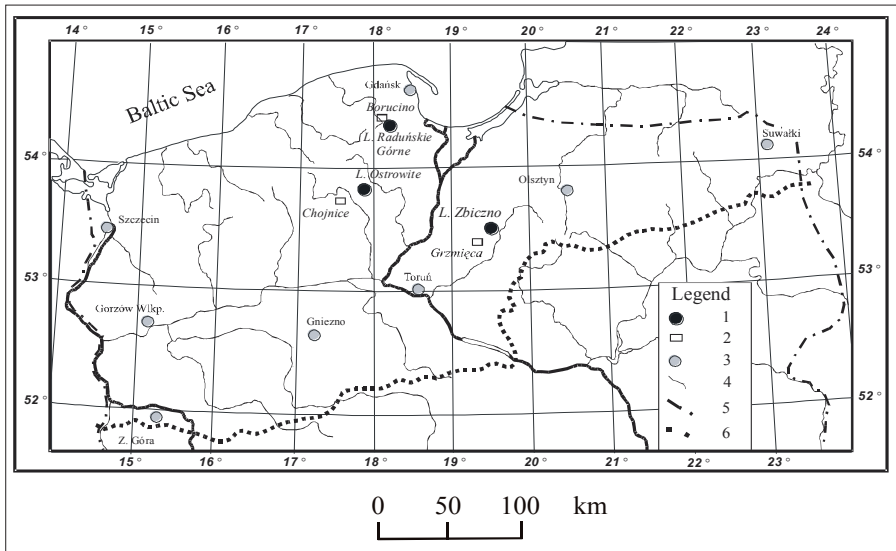 14° 15° 16° 17° 18° 19° 20° 21° 22° 23° 24°
Baltic Sea
Gdańsk
Borucino
L. Raduńskie
Górne
Suwałki
54° 54°
L. Ostrowite
Olsztyn
Chojnice
L. Zbiczno
Szczecin
Grzmięca
53° 53°
Toruń
Legend
Gorzów Wlkp.
Gniezno
1
2
3
4
5
6
52° 52°
Z. Góra
15° 16° 17° 18° 19° 20° 21° 22° 23°
0 50 100 km